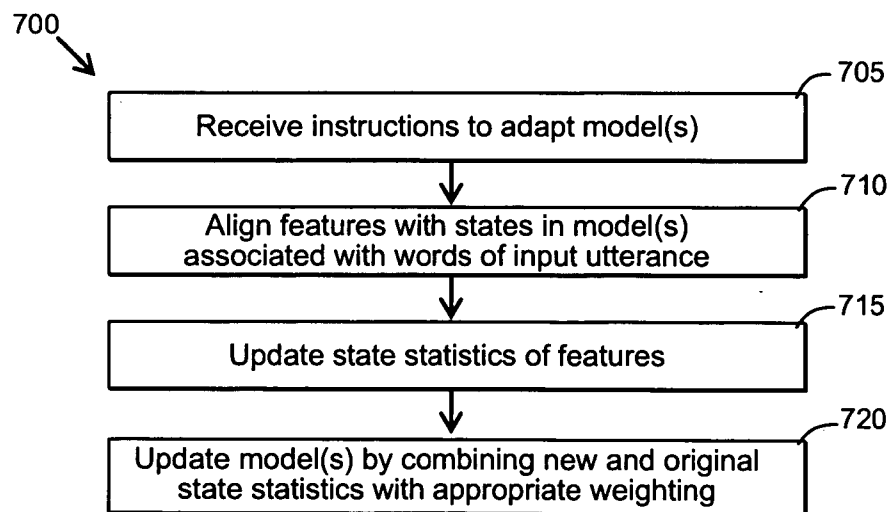 700
705
Receive instructions to adapt model(s)
710
Align features with states in model(s)
associated with words of input utterance
715
Update state statistics of features
720
Update model(s) by combining new and original
state statistics with appropriate weighting